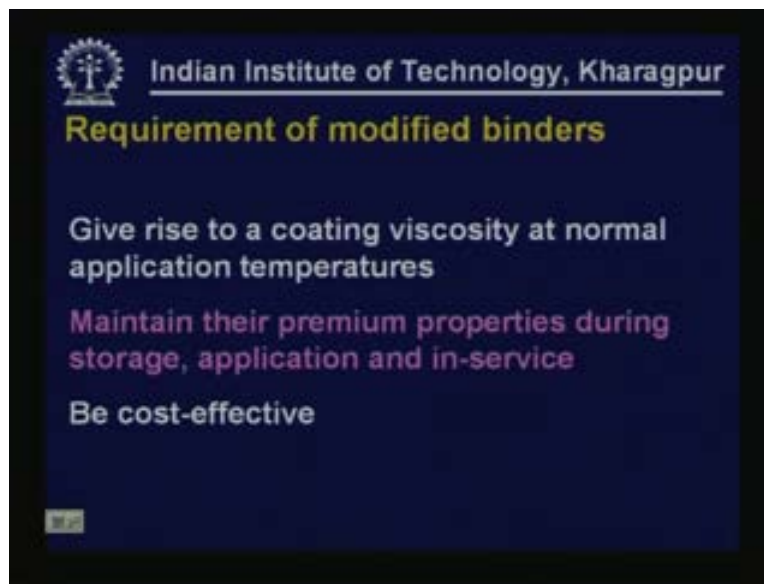 Indian Institute of Technology, Kharagpur
Requirement of modified binders
Give rise to a coating viscosity at normal
application temperatures
Maintain their premium properties during
storage, application and in-service
Be cost-effective